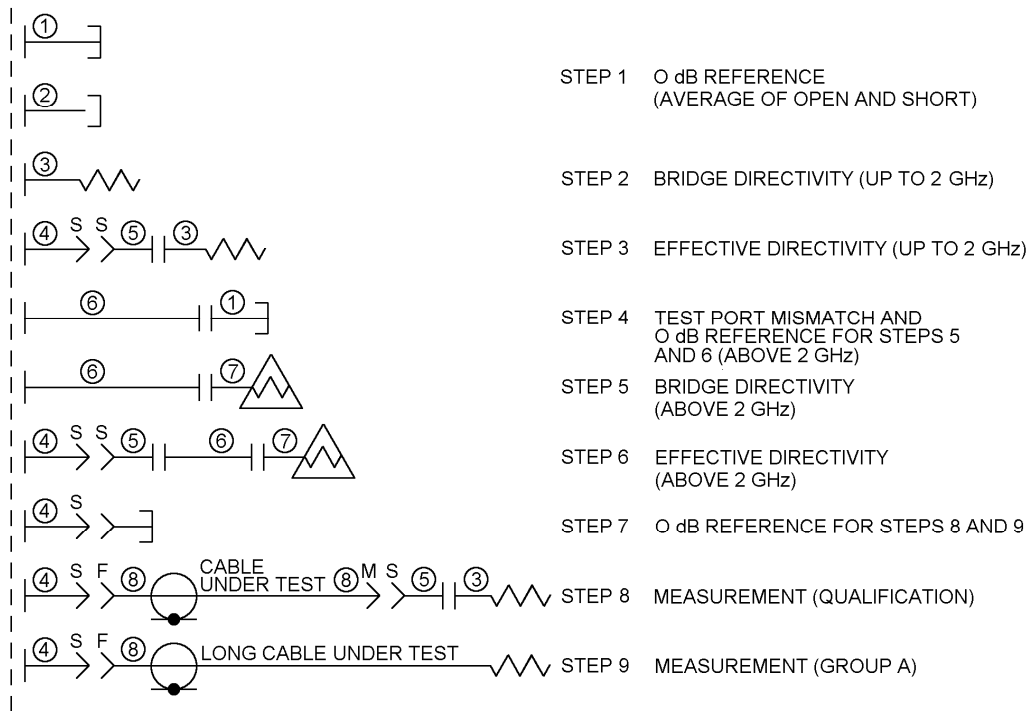 ①
②
STEP 1 O dB REFERENCE
(AVERAGE OF OPEN AND SHORT)
③
STEP 2 BRIDGE DIRECTIVITY (UP TO 2 GHz)
④ S S ⑤ ③
STEP 3 EFFECTIVE DIRECTIVITY (UP TO 2 GHz)
⑥ ①
STEP 4 TEST PORT MISMATCH AND
O dB REFERENCE FOR STEPS 5
AND 6 (ABOVE 2 GHz)
⑥ ⑦
STEP 5 BRIDGE DIRECTIVITY
(ABOVE 2 GHz)
④ S S ⑤ ⑥ ⑦
STEP 6 EFFECTIVE DIRECTIVITY
(ABOVE 2 GHz)
④ S
STEP 7 O dB REFERENCE FOR STEPS 8 AND 9
④ S F ⑧ CABLE
UNDER TEST ⑧ M S ⑤ ③
STEP 8 MEASUREMENT (QUALIFICATION)
④ S F ⑧ LONG CABLE UNDER TEST
STEP 9 MEASUREMENT (GROUP A)